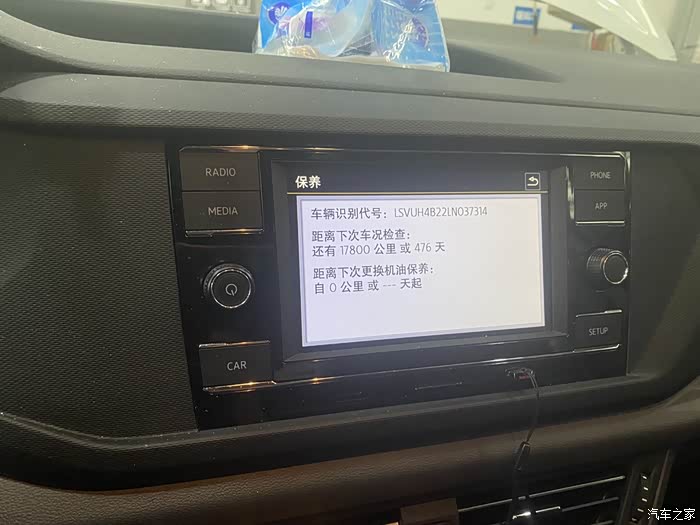 RADIO
MEDIA
CAR
保养
车辆识别代号：LSVUH4B22LN037314
距离下次车况检查：
还有 17800 公里 或 476 天
距离下次更换机油保养：
自 0 公里 或 --- 天起
PHONE
APP
SETUP
汽车之家